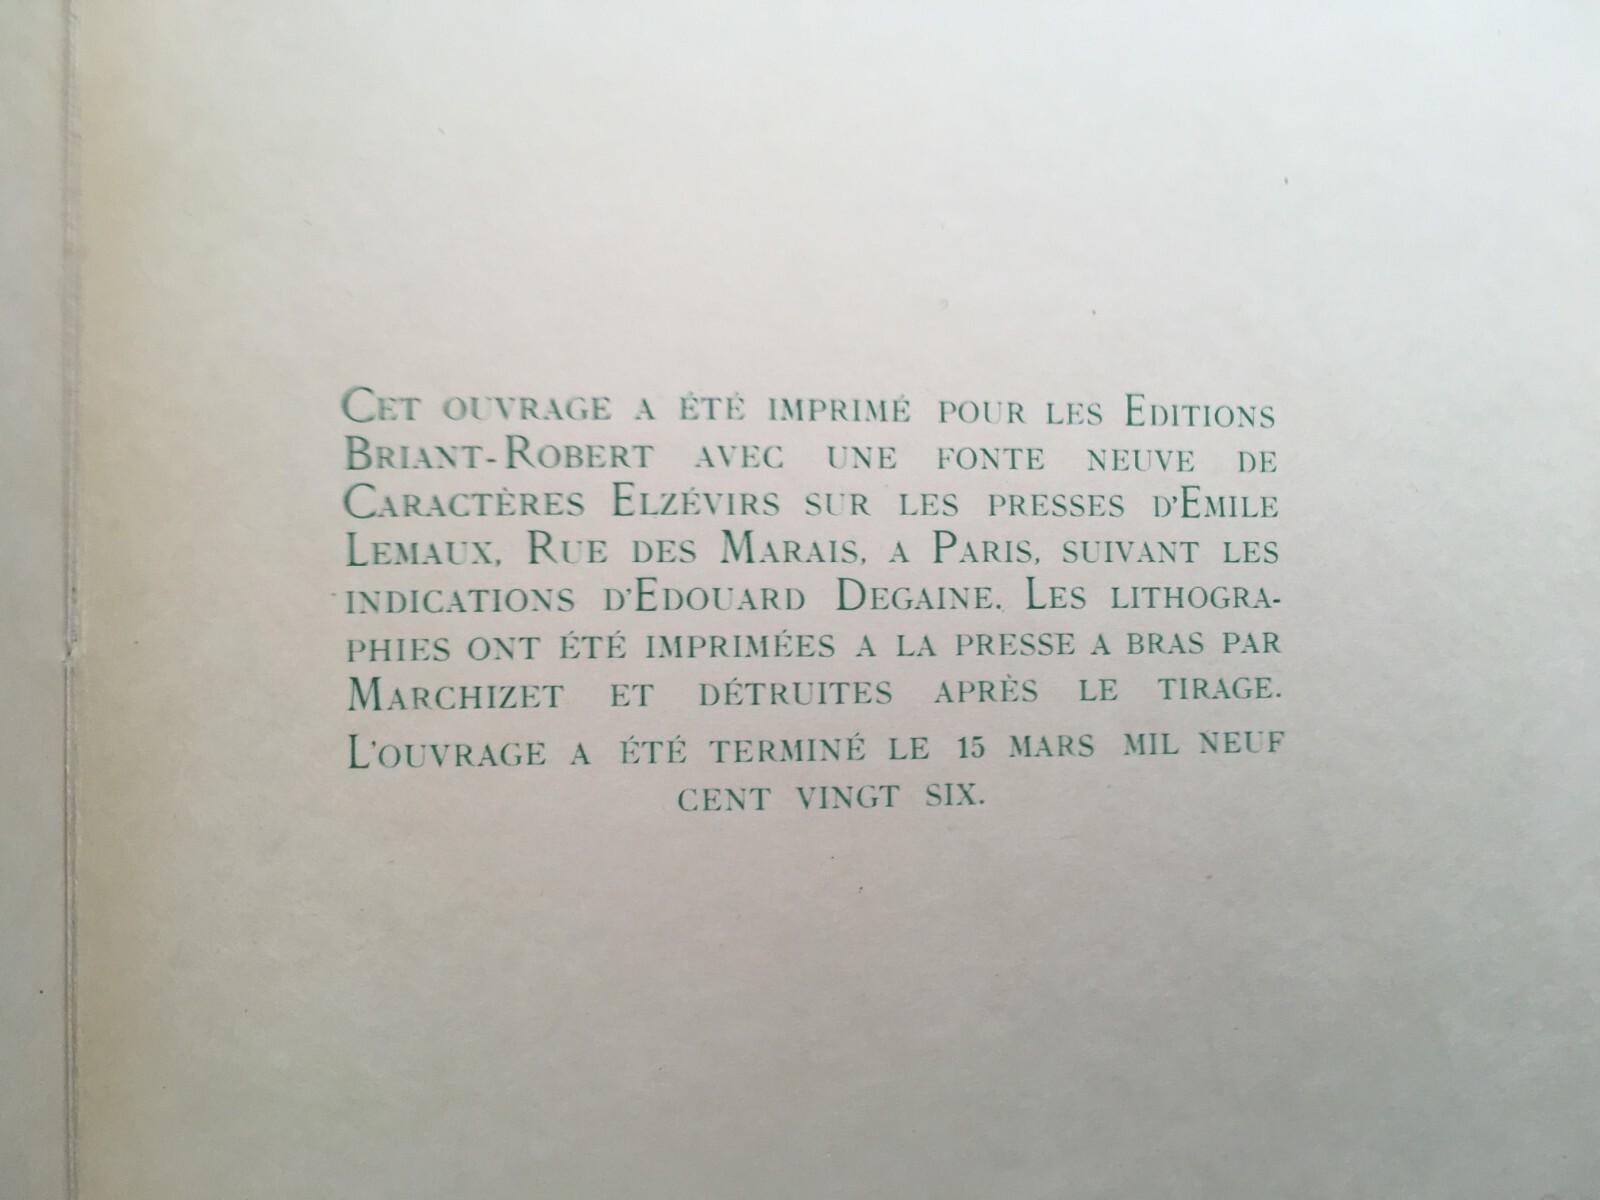 Cet ouvrage a été imprimé pour les Editions
Briant-Robert avec une fonte neuve de
Caractères Elzévirs sur les presses d'Emile
Lemaux, Rue des Marais, a Paris, suivant les
indications d'Edouard Degaine. Les lithogra-
phies ont été imprimées a la presse a bras par
Marchizet et détruites après le tirage.
L'ouvrage a été terminé le 15 mars mil neuf
cent vingt six.